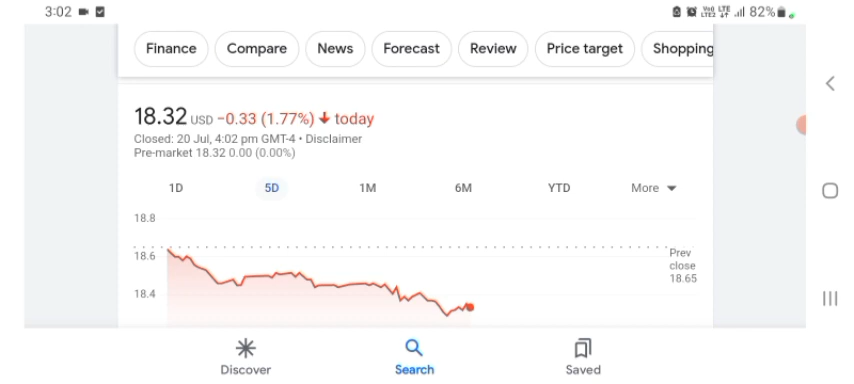 3:02 82%
Finance Compare News Forecast Review Price target Shopping
18.32 USD −0.33 (1.77%) today
Closed: 20 Jul, 4:02 pm GMT-4 • Disclaimer
Pre-market 18.32 0.00 (0.00%)
1D 5D 1M 6M YTD More
18.8
18.6
Prev
close
18.65
18.4
Discover Search Saved